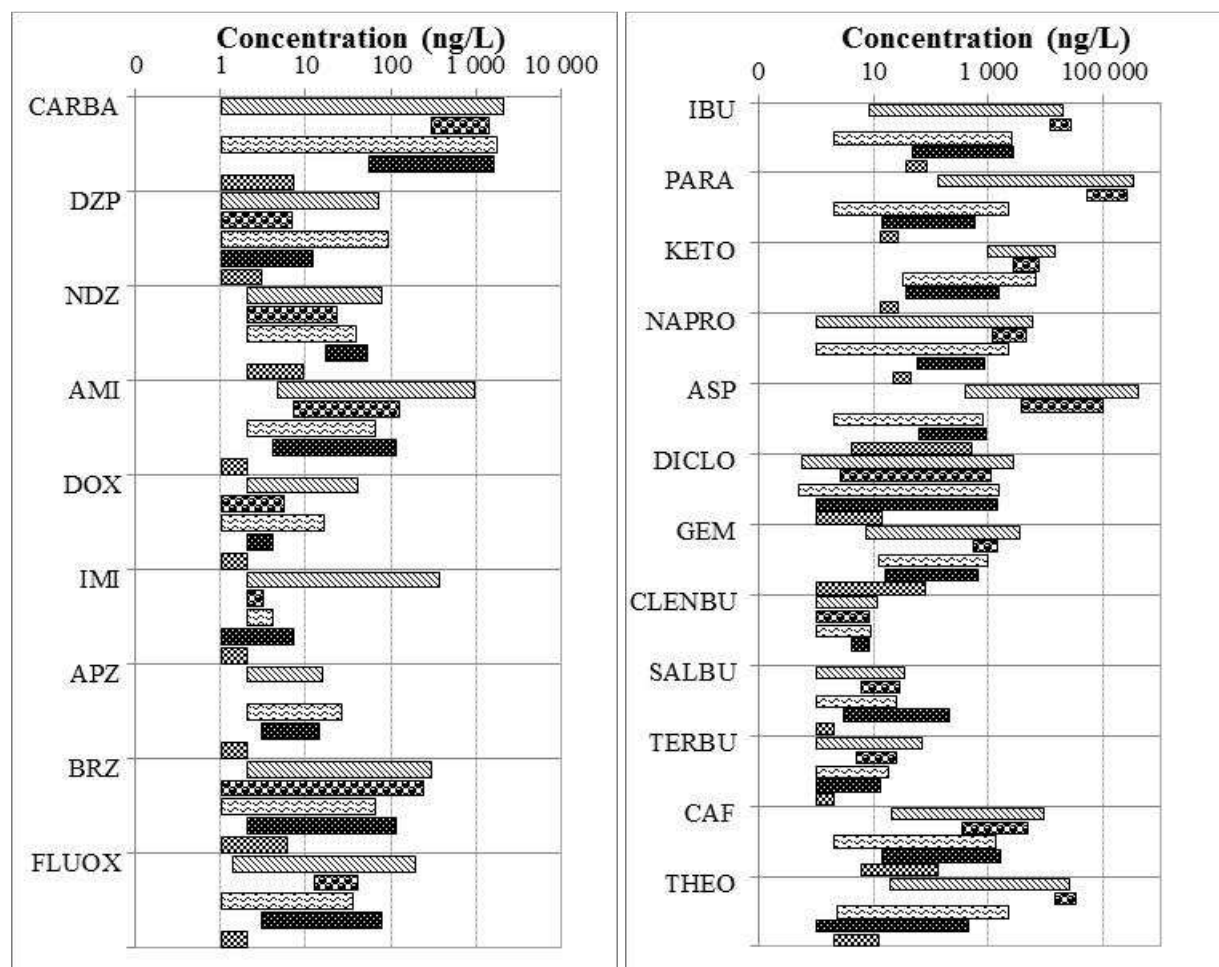 Concentration (ng/L)
0 1 10 100 1 000 10 000
CARBA
DZP
NDZ
AMI
DOX
IMI
APZ
BRZ
FLUOX
Concentration (ng/L)
0 10 1 000 100 000
IBU
PARA
KETO
NAPRO
ASP
DICLO
GEM
CLENBU
SALBU
TERBU
CAF
THEO